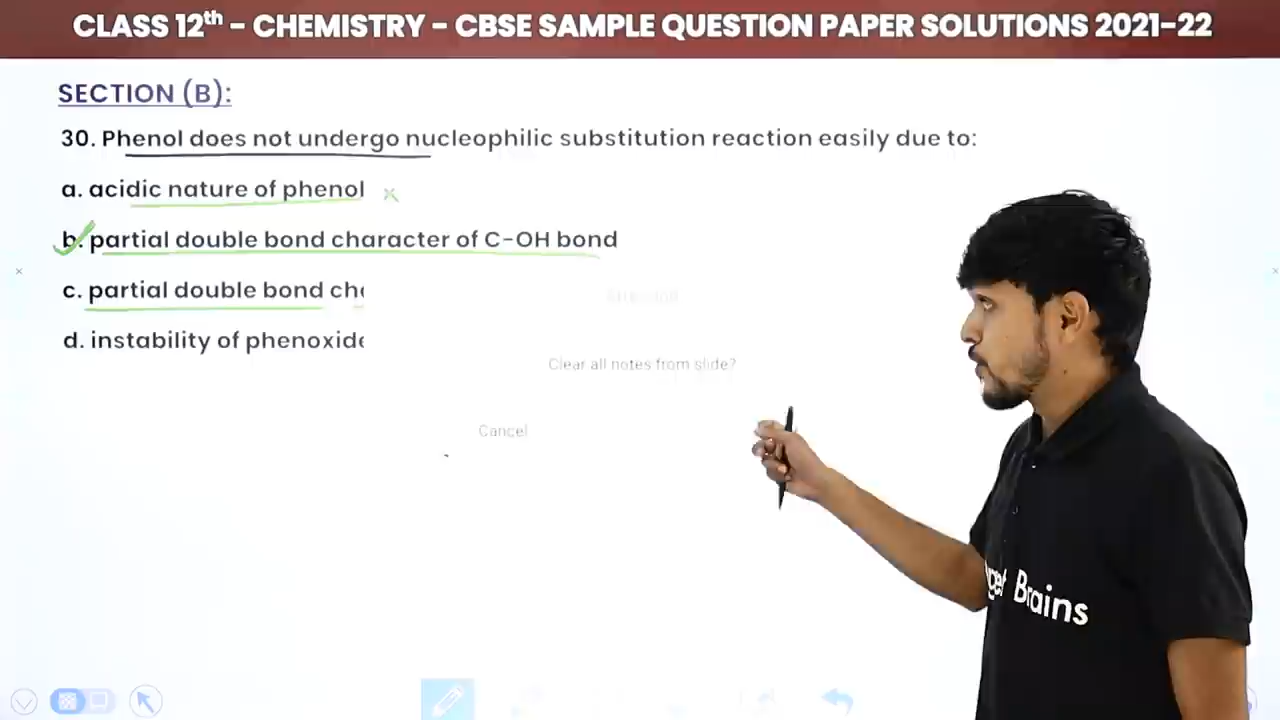 CLASS 12th - CHEMISTRY - CBSE SAMPLE QUESTION PAPER SOLUTIONS 2021-22
SECTION (B):
30. Phenol does not undergo nucleophilic substitution reaction easily due to:
a. acidic nature of phenol
b. partial double bond character of C-OH bond
c. partial double bond
Attention
d. instability of
Clear all notes from slide?
Cancel
Brains